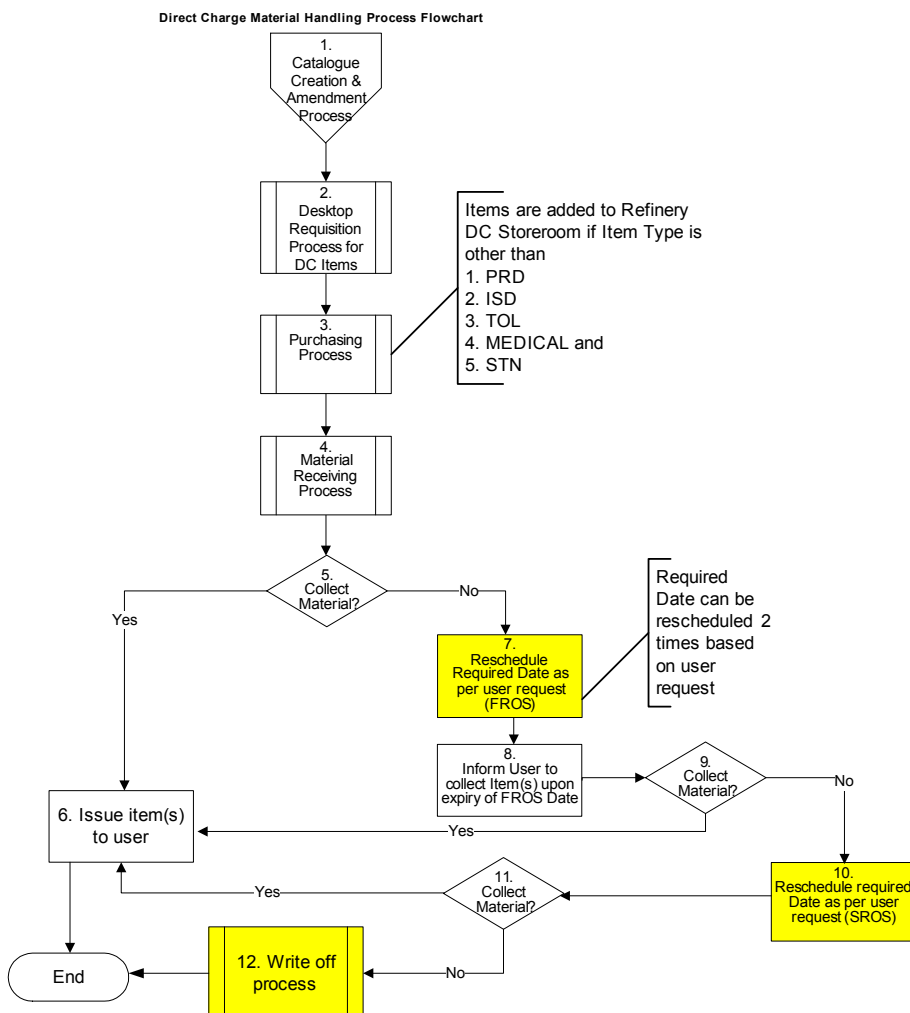 Direct Charge Material Handling Process Flowchart
1.
Catalogue
Creation &
Amendment
Process
2.
Desktop
Requisition
Process for
DC Items
Items are added to Refinery
DC Storeroom if Item Type is
other than
1. PRD
2. ISD
3. TOL
4. MEDICAL and
5. STN
3.
Purchasing
Process
4.
Material
Receiving
Process
5.
Collect
Material?
No
Yes
Required
Date can be
rescheduled 2
times based
on user
request
7.
Reschedule
Required Date as
per user request
(FROS)
8.
Inform User to
collect Item(s) upon
expiry of FROS Date
9.
Collect
Material?
No
6. Issue item(s)
to user
Yes
10.
Reschedule required
Date as per user
request (SROS)
11.
Collect
Material?
Yes
No
12. Write off
process
End